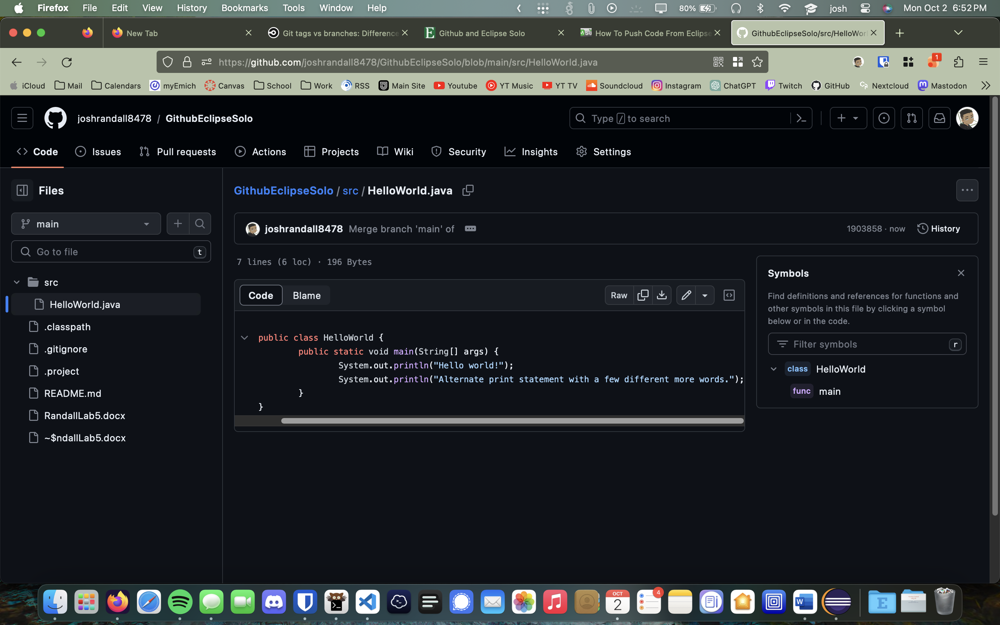 Firefox File Edit View History Bookmarks Tools Window Help 80% josh Mon Oct 2 6:52 PM
New Tab Git tags vs branches: Difference Github and Eclipse Solo How To Push Code From Eclipse GithubEclipseSolo/src/HelloWor
https://github.com/joshrandall8478/GithubEclipseSolo/blob/main/src/HelloWorld.java 1
iCloud Mail Calendars myEmich Canvas School Work RSS Main Site Youtube YT Music YT TV Soundcloud Instagram ChatGPT Twitch GitHub Nextcloud Mastodon
joshrandall8478 / GithubEclipseSolo Type / to search
Code Issues Pull requests Actions Projects Wiki Security Insights Settings
Files
GithubEclipseSolo / src / HelloWorld.java
main
joshrandall8478 Merge branch 'main' of 1903858 · now History
Go to file t
7 lines (6 loc) · 196 Bytes
src
HelloWorld.java
.classpath
.gitignore
.project
README.md
RandallLab5.docx
~$ndallLab5.docx
Code Blame Raw
public class HelloWorld {
public static void main(String[] args) {
System.out.println("Hello world!");
System.out.println("Alternate print statement with a few different more words.");
}
}
Symbols
Find definitions and references for functions and
other symbols in this file by clicking a symbol
below or in the code.
Filter symbols r
class HelloWorld
func main
OCT
2
4
W
E